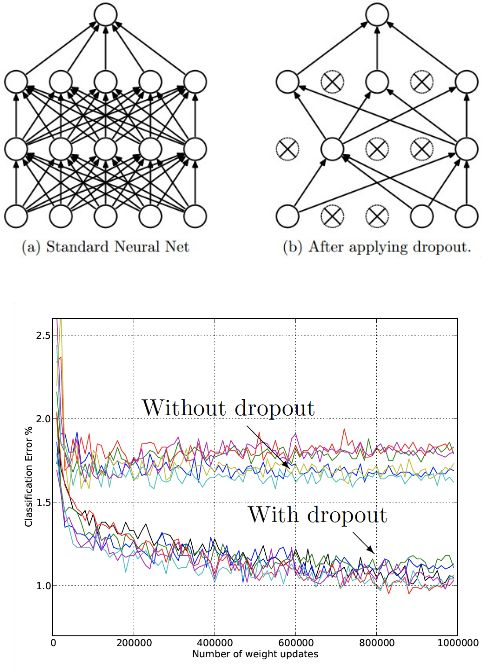 (a) Standard Neural Net
(b) After applying dropout.
2.5
2.0
1.5
1.0
Classification Error %
Without dropout
With dropout
0
200000
400000
600000
800000
1000000
Number of weight updates